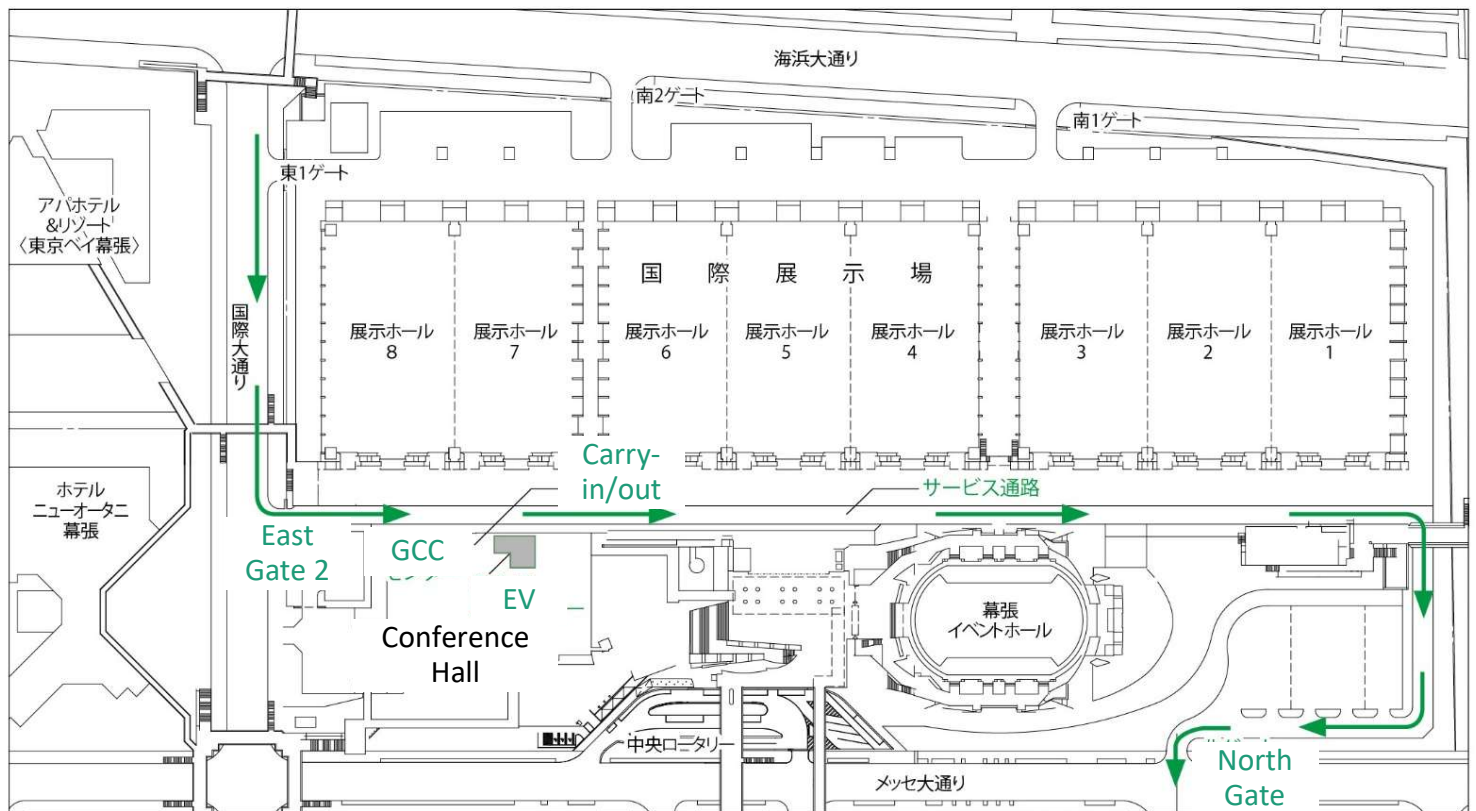 海浜大通り
南2ゲート
南1ゲート
東1ゲート
アパホテル
&リゾート
〈東京ベイ幕張〉
国際展示場
国際大通り
展示ホール
8
展示ホール
7
展示ホール
6
展示ホール
5
展示ホール
4
展示ホール
3
展示ホール
2
展示ホール
1
Carry-
in/out
サービス通路
ホテル
ニューオータニ
幕張
East
Gate 2
GCC
EV
Conference
Hall
幕張
イベントホール
中央ロータリー
メッセ大通り
North
Gate